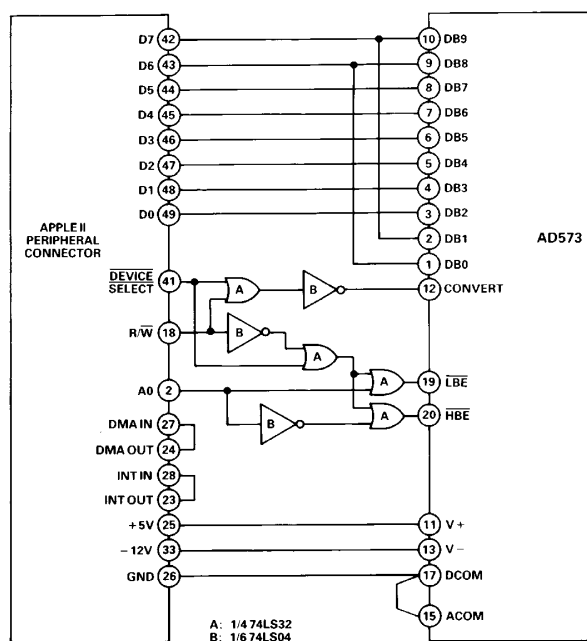 D7 42 10 DB9
D6 43 9 DB8
D5 44 8 DB7
D4 45 7 DB6
D3 46 6 DB5
D2 47 5 DB4
D1 48 4 DB3
D0 49 3 DB2
2 DB1
1 DB0
APPLE II
PERIPHERAL
CONNECTOR
AD573
DEVICE
SELECT 41 A B 12 CONVERT
R/W 18 B A
A0 2 A 19 LBE
B A 20 HBE
DMA IN 27
DMA OUT 24
INT IN 28
INT OUT 23
+5V 25 11 V+
−12V 33 13 V−
GND 26 17 DCOM
15 ACOM
A: 1/4 74LS32
B: 1/6 74LS04